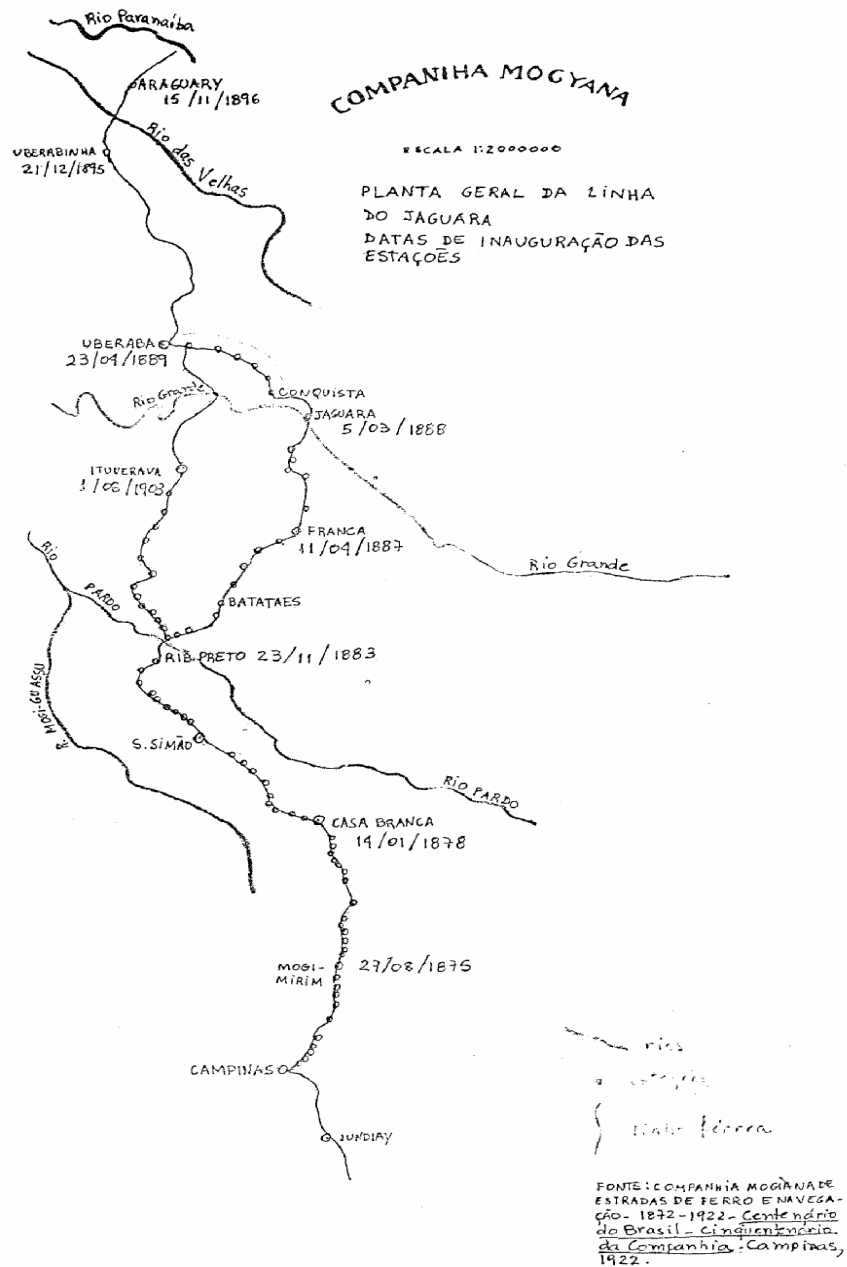 Rio Paranaíba
ARAGUARY
15/11/1896
COMPANIHA MOGYANA
Rio das Velhas
UBERABINHA
21/12/1895
ESCALA 1:2000000
PLANTA GERAL DA LINHA
DO JAGUARA
DATAS DE INAUGURAÇÃO DAS
ESTAÇOÊS
UBERABA
23/04/1889
Rio Grande
CONQUISTA
JAGUARA
5/03/1888
ITUVERAVA
1/06/1903
FRANCA
11/04/1887
Rio Grande
Rio
PARDO
BATATAES
RIB. PRETO 23/11/1883
R. MOGI-GUASSU
S. SIMÃO
RIO PARDO
CASA BRANCA
14/01/1878
MOGI-
MIRIM
27/08/1875
CAMPINAS
JUNDIAY
rios
linha férrea
FONTE: COMPANHIA MOGIANA DE
ESTRADAS DE FERRO E NAVEGA-
ÇÃO - 1872-1922 - Centenário
do Brasil - Cinquentenário
da Companhia. Campinas,
1922.